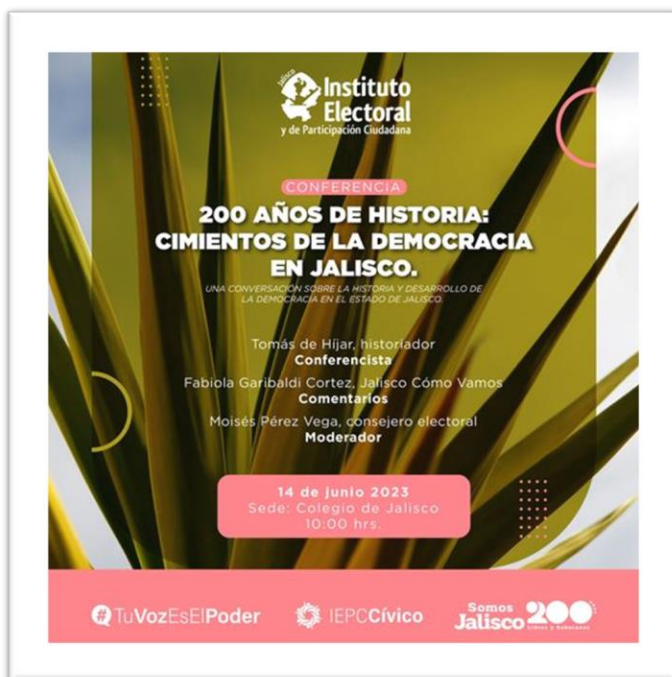 Jalisco
Instituto
Electoral
y de Participación Ciudadana
CONFERENCIA
200 AÑOS DE HISTORIA:
CIMIENTOS DE LA DEMOCRACIA
EN JALISCO.
UNA CONVERSACIÓN SOBRE LA HISTORIA Y DESARROLLO DE
LA DEMOCRACIA EN EL ESTADO DE JALISCO.
Tomás de Híjar, historiador
Conferencista
Fabiola Garibaldi Cortez, Jalisco Cómo Vamos
Comentarios
Moisés Pérez Vega, consejero electoral
Moderador
14 de junio 2023
Sede: Colegio de Jalisco
10:00 hrs.
#TuVozEsElPoder
IEPCCívico
Somos
Jalisco 200
Libres y Soberanos